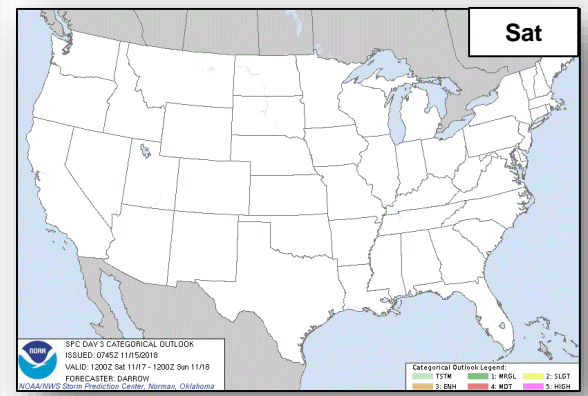 Sat
NOAA
SPC DAY 3 CATEGORICAL OUTLOOK
ISSUED: 0745Z 11/15/2018
VALID: 1200Z Sat 11/17 - 1200Z Sun 11/18
FORECASTER: DARROW
NOAA/NWS Storm Prediction Center, Norman, Oklahoma
Categorical Outlook Legend:
TSTM 1: MRGL 2: SLGT
3: ENH 4: MDT 5: HIGH